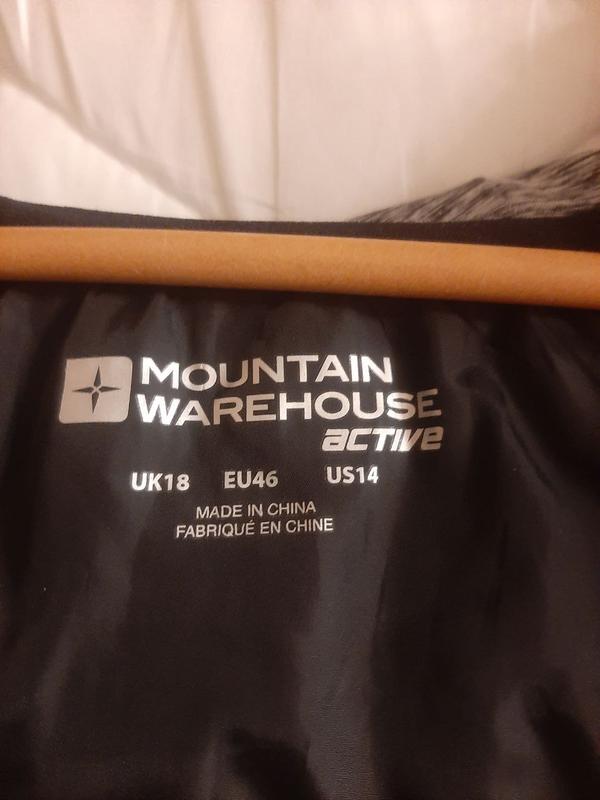 MOUNTAIN
WAREHOUSE
active
UK18 EU46 US14
MADE IN CHINA
FABRIQUÉ EN CHINE